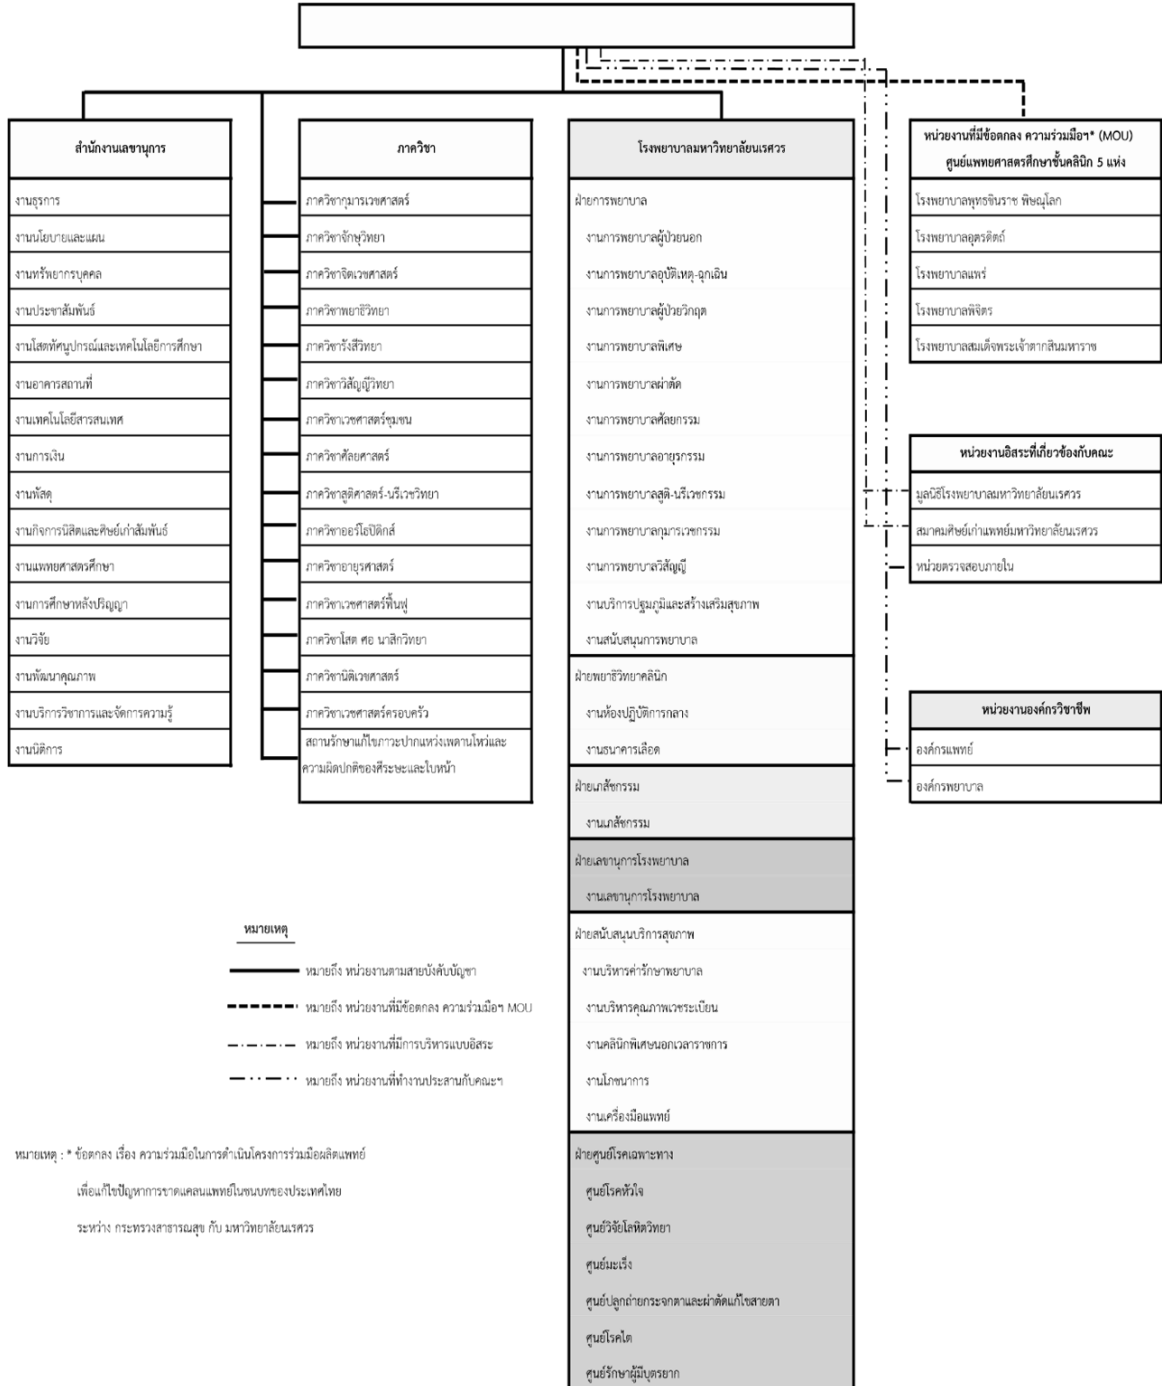 สำนักงานเลขานุการ
งานธุรการ
งานนโยบายและแผน
งานทรัพยากรบุคคล
งานประชาสัมพันธ์
งานโสตทัศนูปกรณ์และเทคโนโลยีการศึกษา
งานอาคารสถานที่
งานเทคโนโลยีสารสนเทศ
งานการเงิน
งานพัสดุ
งานกิจการนิสิตและศิษย์เก่าสัมพันธ์
งานแพทยศาสตรศึกษา
งานการศึกษาหลังปริญญา
งานวิจัย
งานพัฒนาคุณภาพ
งานบริการวิชาการและจัดการความรู้
งานนิติการ
ภาควิชา
ภาควิชากุมารเวชศาสตร์
ภาควิชาจักษุวิทยา
ภาควิชาจิตเวชศาสตร์
ภาควิชาพยาธิวิทยา
ภาควิชารังสีวิทยา
ภาควิชาวิสัญญีวิทยา
ภาควิชาเวชศาสตร์ชุมชน
ภาควิชาศัลยศาสตร์
ภาควิชาสูติศาสตร์-นรีเวชวิทยา
ภาควิชาออร์โธปิดิกส์
ภาควิชาอายุรศาสตร์
ภาควิชาเวชศาสตร์ฟื้นฟู
ภาควิชาโสต ศอ นาสิกวิทยา
ภาควิชานิติเวชศาสตร์
ภาควิชาเวชศาสตร์ครอบครัว
สถานรักษาแก้ไขภาวะปากแหว่งเพดานโหว่และ
ความผิดปกติของศีรษะและใบหน้า
โรงพยาบาลมหาวิทยาลัยนเรศวร
ฝ่ายการพยาบาล
งานการพยาบาลผู้ป่วยนอก
งานการพยาบาลอุบัติเหตุ-ฉุกเฉิน
งานการพยาบาลผู้ป่วยวิกฤต
งานการพยาบาลพิเศษ
งานการพยาบาลผ่าตัด
งานการพยาบาลศัลยกรรม
งานการพยาบาลอายุรกรรม
งานการพยาบาลสูติ-นรีเวชกรรม
งานการพยาบาลกุมารเวชกรรม
งานการพยาบาลวิสัญญี
งานบริการปฐมภูมิและสร้างเสริมสุขภาพ
งานสนับสนุนการพยาบาล
ฝ่ายพยาธิวิทยาคลินิก
งานห้องปฏิบัติการกลาง
งานธนาคารเลือด
ฝ่ายเภสัชกรรม
งานเภสัชกรรม
ฝ่ายเลขานุการโรงพยาบาล
งานเลขานุการโรงพยาบาล
ฝ่ายสนับสนุนบริการสุขภาพ
งานบริหารค่ารักษาพยาบาล
งานบริหารคุณภาพเวชระเบียน
งานคลินิกพิเศษนอกเวลาราชการ
งานโภชนาการ
งานเครื่องมือแพทย์
ฝ่ายศูนย์โรคเฉพาะทาง
ศูนย์โรคหัวใจ
ศูนย์วิจัยโลหิตวิทยา
ศูนย์มะเร็ง
ศูนย์ปลูกถ่ายกระจกตาและผ่าตัดแก้ไขสายตา
ศูนย์โรคไต
ศูนย์รักษาผู้มีบุตรยาก
หน่วยงานที่มีข้อตกลง ความร่วมมือฯ* (MOU)
ศูนย์แพทยศาสตรศึกษาชั้นคลินิก 5 แห่ง
โรงพยาบาลพุทธชินราช พิษณุโลก
โรงพยาบาลอุตรดิตถ์
โรงพยาบาลแพร่
โรงพยาบาลพิจิตร
โรงพยาบาลสมเด็จพระเจ้าตากสินมหาราช
หน่วยงานอิสระที่เกี่ยวข้องกับคณะ
มูลนิธิโรงพยาบาลมหาวิทยาลัยนเรศวร
สมาคมศิษย์เก่าแพทย์มหาวิทยาลัยนเรศวร
หน่วยตรวจสอบภายใน
หน่วยงานองค์กรวิชาชีพ
องค์กรแพทย์
องค์กรพยาบาล
หมายเหตุ
หมายถึง หน่วยงานตามสายบังคับบัญชา
หมายถึง หน่วยงานที่มีข้อตกลง ความร่วมมือฯ MOU
หมายถึง หน่วยงานที่มีการบริหารแบบอิสระ
หมายถึง หน่วยงานที่ทำงานประสานกับคณะฯ
หมายเหตุ : * ข้อตกลง เรื่อง ความร่วมมือในการดำเนินโครงการร่วมมือผลิตแพทย์
เพื่อแก้ไขปัญหาการขาดแคลนแพทย์ในชนบทของประเทศไทย
ระหว่าง กระทรวงสาธารณสุข กับ มหาวิทยาลัยนเรศวร